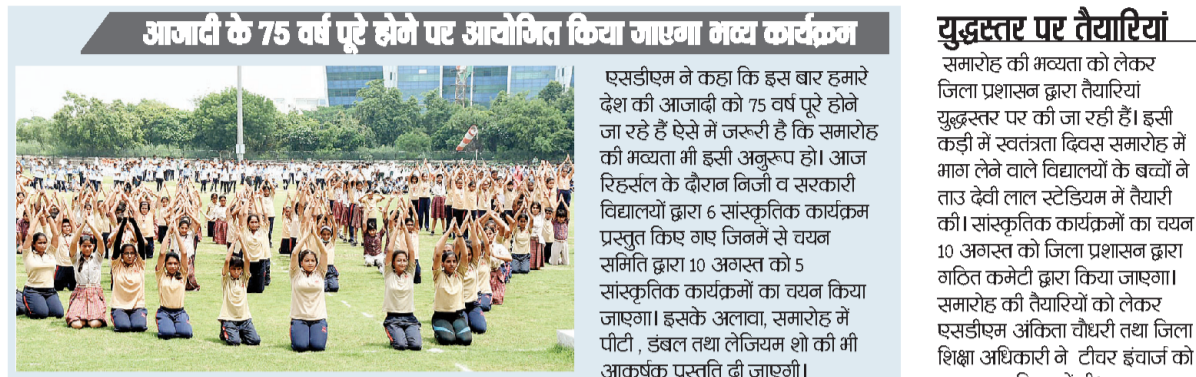 आजादी के 75 वर्ष पूरे होने पर आयोजित किया जाएगा भव्य कार्यक्रम
एसडीएम ने कहा कि इस बार हमारे
देश की आजादी को 75 वर्ष पूरे होने
जा रहे हैं ऐसे में जरूरी है कि समारोह
की भव्यता भी इसी अनुरूप हो। आज
रिहर्सल के दौरान निजी व सरकारी
विद्यालयों द्वारा 6 सांस्कृतिक कार्यक्रम
प्रस्तुत किए गए जिनमें से चयन
समिति द्वारा 10 अगस्त को 5
सांस्कृतिक कार्यक्रमों का चयन किया
जाएगा। इसके अलावा, समारोह में
पीटी , डंबल तथा लेजियम शो की भी
आकर्षक प्रस्तुति दी जाएगी।
युद्धस्तर पर तैयारियां
समारोह की भव्यता को लेकर
जिला प्रशासन द्वारा तैयारियां
युद्धस्तर पर की जा रही हैं। इसी
कड़ी में स्वतंत्रता दिवस समारोह में
भाग लेने वाले विद्यालयों के बच्चों ने
ताउ देवी लाल स्टेडियम में तैयारी
की। सांस्कृतिक कार्यक्रमों का चयन
10 अगस्त को जिला प्रशासन द्वारा
गठित कमेटी द्वारा किया जाएगा।
समारोह की तैयारियों को लेकर
एसडीएम अंकिता चौधरी तथा जिला
शिक्षा अधिकारी ने टीचर इंचार्ज को